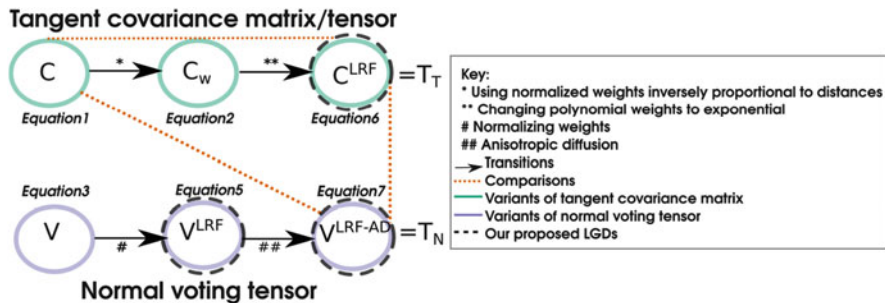 Tangent covariance matrix/tensor
C * C_w ** C^LRF =T_T
Equation1 Equation2 Equation6
Equation3 Equation5 Equation7
V # V^LRF ## V^LRF-AD =T_N
Normal voting tensor
Key:
* Using normalized weights inversely proportional to distances
** Changing polynomial weights to exponential
# Normalizing weights
## Anisotropic diffusion
Transitions
Comparisons
Variants of tangent covariance matrix
Variants of normal voting tensor
Our proposed LGDs